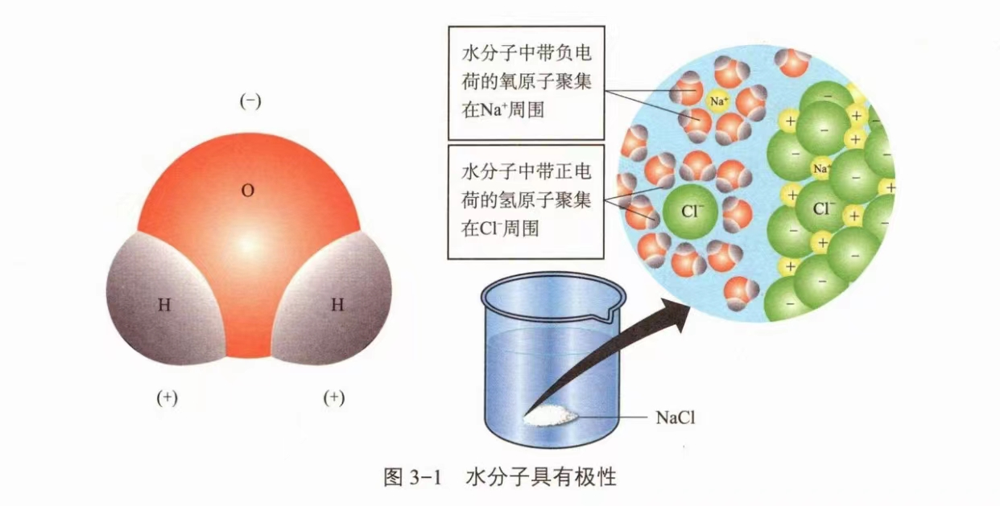 (−)
O
H
H
(+)
(+)
水分子中带负电
荷的氧原子聚集
在Na⁺周围
水分子中带正电
荷的氢原子聚集
在Cl⁻周围
Na⁺
Cl⁻
−
+
−
+
−
+
−
−
Na⁺
−
+
+
Cl⁻
+
−
−
+
−
+
−
−
NaCl
图 3−1 水分子具有极性